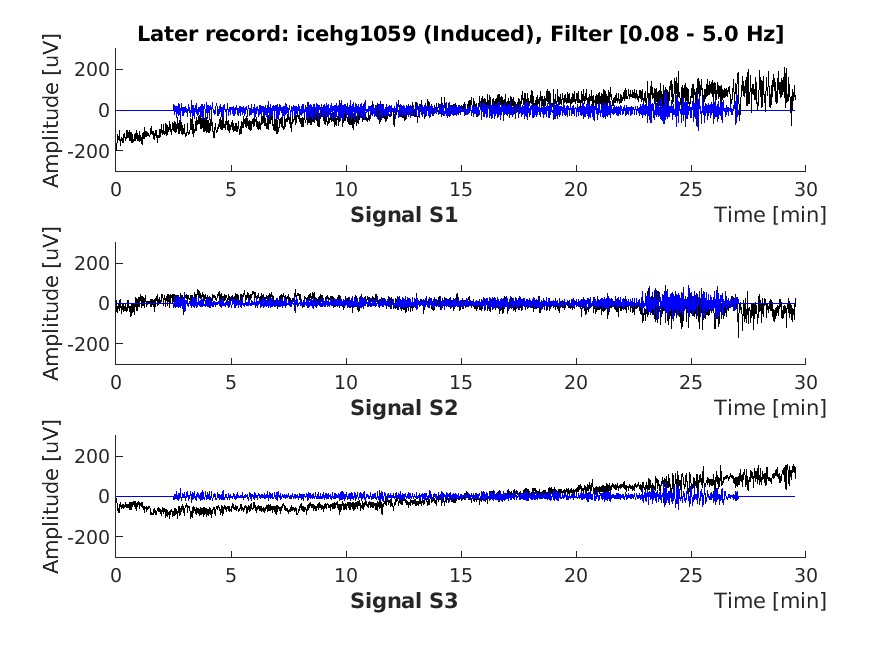 Later record: icehg1059 (Induced), Filter [0.08 - 5.0 Hz]
Amplitude [uV]
200
0
-200
0 5 10 15 20 25 30
Signal S1 Time [min]
Amplitude [uV]
200
0
-200
0 5 10 15 20 25 30
Signal S2 Time [min]
Amplitude [uV]
200
0
-200
0 5 10 15 20 25 30
Signal S3 Time [min]